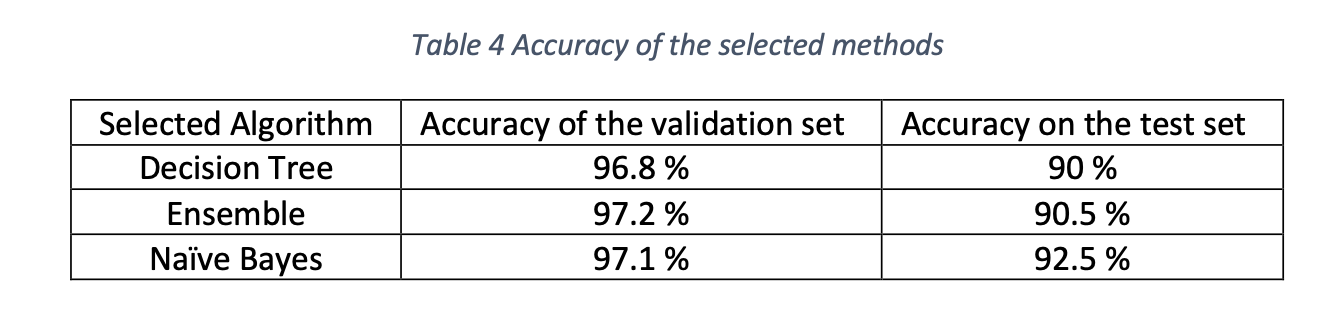 Table 4 Accuracy of the selected methods
Selected Algorithm Accuracy of the validation set Accuracy on the test set
Decision Tree 96.8 % 90 %
Ensemble 97.2 % 90.5 %
Naïve Bayes 97.1 % 92.5 %